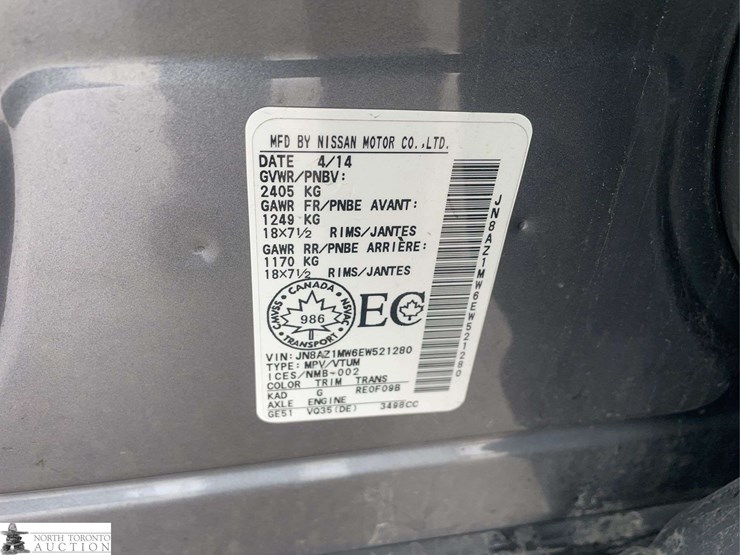 MFD BY NISSAN MOTOR CO.,LTD.
DATE 4/14
GVWR/PNBV:
2405 KG
GAWR FR/PNBE AVANT:
1249 KG
18X7½ RIMS/JANTES
GAWR RR/PNBE ARRIÈRE:
1170 KG
18X7½ RIMS/JANTES
CANADA
CMVSS
NSVAC
986
TRANSPORT
EC
VIN: JN8AZ1MW6EW521280
TYPE: MPV/VTUM
ICES/NMB-002
COLOR TRIM TRANS
KAD G RE0F09B
AXLE ENGINE
GE51 VQ35(DE) 3498CC
JN8AZ1MW6EW521280
NORTH TORONTO
AUCTION